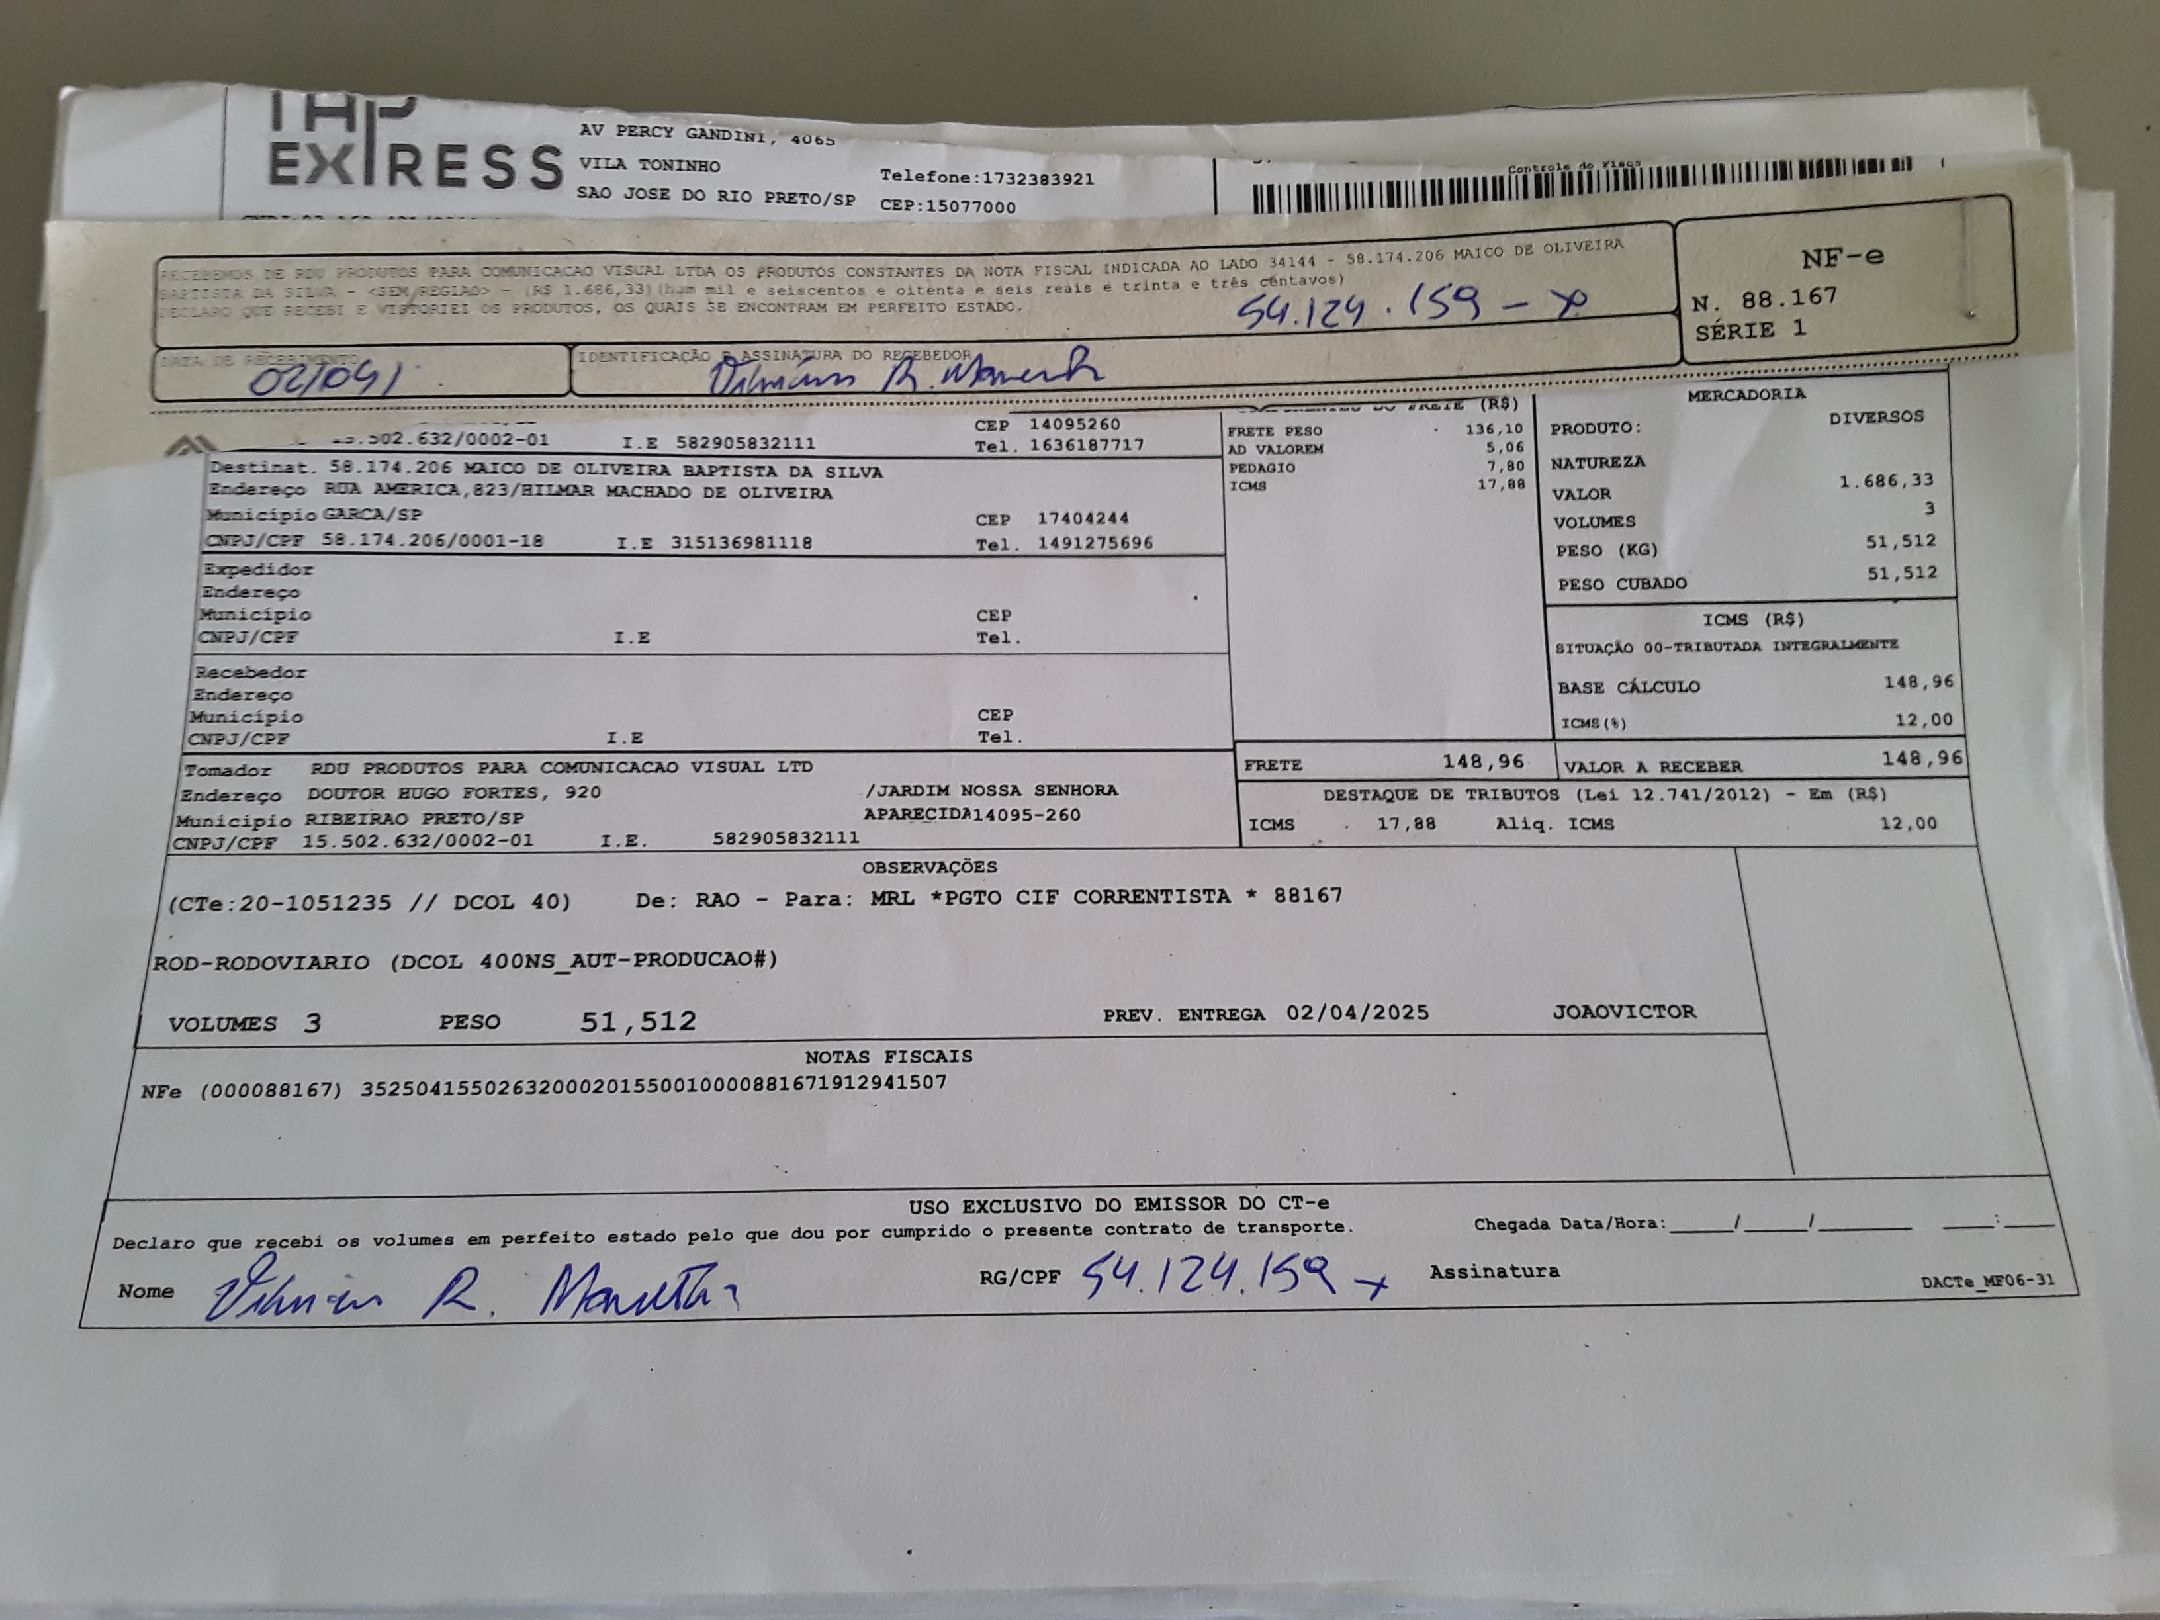 EXPRESS
AV PERCY GANDINI, 4065
VILA TONINHO
Telefone:1732383921
SAO JOSE DO RIO PRETO/SP CEP:15077000
Controle do Fisco
RECEBEMOS DE RDU PRODUTOS PARA COMUNICACAO VISUAL LTDA OS PRODUTOS CONSTANTES DA NOTA FISCAL INDICADA AO LADO 34144 - 58.174.206 MAICO DE OLIVEIRA
BAPTISTA DA SILVA - <SEM REGIAO> - (R$ 1.686,33)(hum mil e seiscentos e oitenta e seis reais e trinta e três centavos)
DECLARO QUE RECEBI E VISTORIEI OS PRODUTOS, OS QUAIS SE ENCONTRAM EM PERFEITO ESTADO.
54.124.159-x
NF-e
N. 88.167
SÉRIE 1
DATA DE RECEBIMENTO
02/04/
IDENTIFICAÇÃO E ASSINATURA DO RECEBEDOR
15.502.632/0002-01 I.E 582905832111
CEP 14095260
Tel. 1636187717
Destinat. 58.174.206 MAICO DE OLIVEIRA BAPTISTA DA SILVA
Endereço RUA AMERICA,823/HILMAR MACHADO DE OLIVEIRA
Município GARCA/SP CEP 17404244
CNPJ/CPF 58.174.206/0001-18 I.E 315136981118 Tel. 1491275696
Expedidor
Endereço
Município CEP
CNPJ/CPF I.E Tel.
Recebedor
Endereço
Município CEP
CNPJ/CPF I.E Tel.
Tomador RDU PRODUTOS PARA COMUNICACAO VISUAL LTD
Endereço DOUTOR HUGO FORTES, 920 /JARDIM NOSSA SENHORA
Municipio RIBEIRAO PRETO/SP APARECIDA14095-260
CNPJ/CPF 15.502.632/0002-01 I.E. 582905832111
DO FRETE (R$)
FRETE PESO 136,10
AD VALOREM 5,06
PEDAGIO 7,80
ICMS 17,88
MERCADORIA
PRODUTO: DIVERSOS
NATUREZA
VALOR 1.686,33
VOLUMES 3
PESO (KG) 51,512
PESO CUBADO 51,512
ICMS (R$)
SITUAÇÃO 00-TRIBUTADA INTEGRALMENTE
BASE CÁLCULO 148,96
ICMS(%) 12,00
FRETE 148,96 VALOR A RECEBER 148,96
DESTAQUE DE TRIBUTOS (Lei 12.741/2012) - Em (R$)
ICMS 17,88 Aliq. ICMS 12,00
OBSERVAÇÕES
(CTe:20-1051235 // DCOL 40) De: RAO - Para: MRL *PGTO CIF CORRENTISTA * 88167
ROD-RODOVIARIO (DCOL 400NS_AUT-PRODUCAO#)
VOLUMES 3 PESO 51,512 PREV. ENTREGA 02/04/2025 JOAOVICTOR
NOTAS FISCAIS
NFe (000088167) 35250415502632000201550010000881671912941507
USO EXCLUSIVO DO EMISSOR DO CT-e
Declaro que recebi os volumes em perfeito estado pelo que dou por cumprido o presente contrato de transporte. Chegada Data/Hora:____/____/______ ___:___
Nome R. RG/CPF 54.124.159 x Assinatura
DACTe_MF06-31